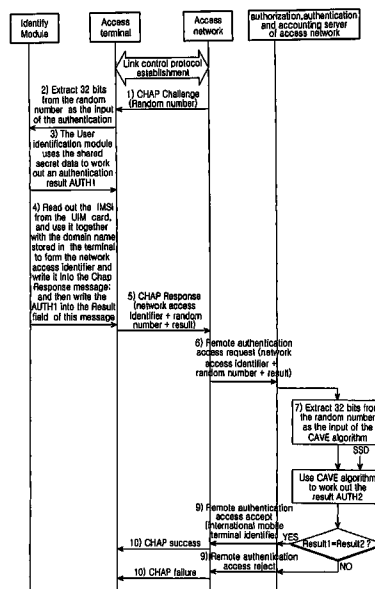 Identify
Module
Access
terminal
Access
network
authorization,authentication
and accounting server
of access network
Link control protocol
establishment
1) CHAP Challenge
(Random number)
2) Extract 32 bits
from the random
number as the input
of the authentication
3) The User
identification module
uses the shared
secret data to work
out an authentication
result AUTH1
4) Read out the IMSI
from the UIM card,
and use it together
with the domain name
stored in the terminal
to form the network
access identifier and
write it into the Chap
Response message;
and then write the
AUTH1 into the Result
field of this message
5) CHAP Response
(network access
identifier + random
number + result)
6) Remote authentication
access request (network
access identifier +
random number + result)
7) Extract 32 bits from
the random number
as the input of the
CAVE algorithm
SSD
Use CAVE algorithm
to work out the
result AUTH2
9) Remote authentication
access accept
(International mobile
terminal identifier)
YES
Result1=Result2 ?
10) CHAP success
9) Remote authentication
access reject
NO
10) CHAP failure